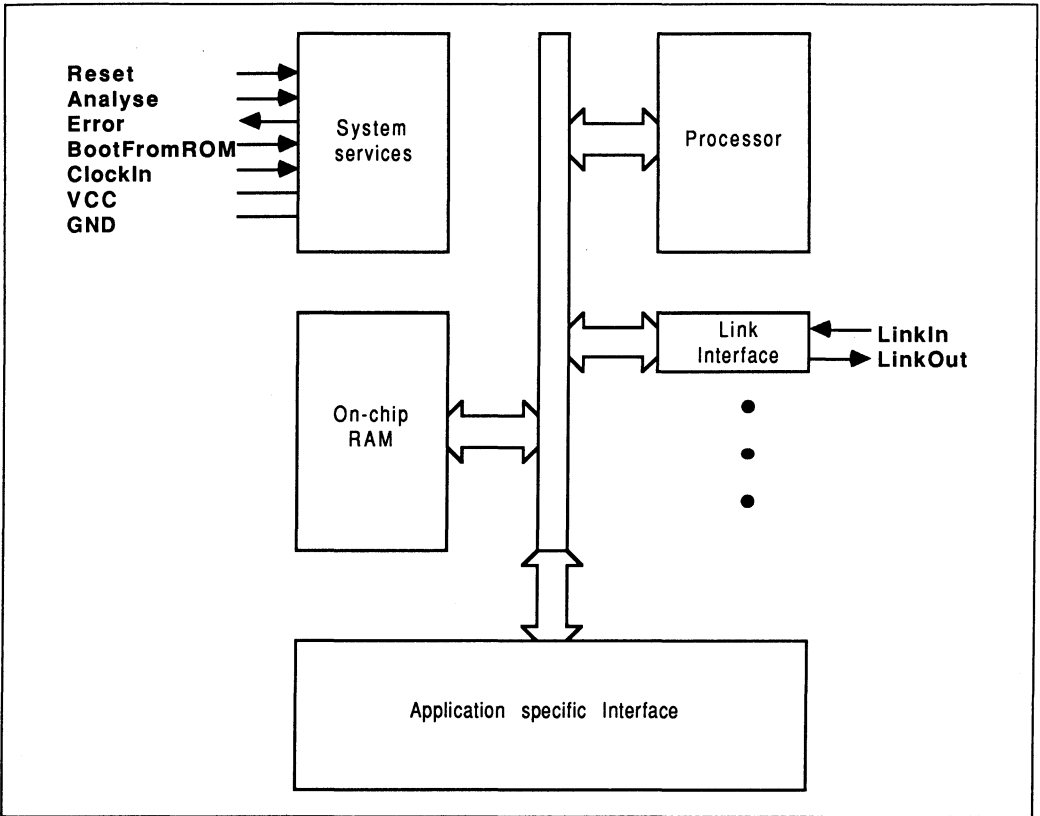 Reset
Analyse
Error
BootFromROM
ClockIn
VCC
GND
System
services
Processor
Link
Interface
LinkIn
LinkOut
On-chip
RAM
Application specific Interface